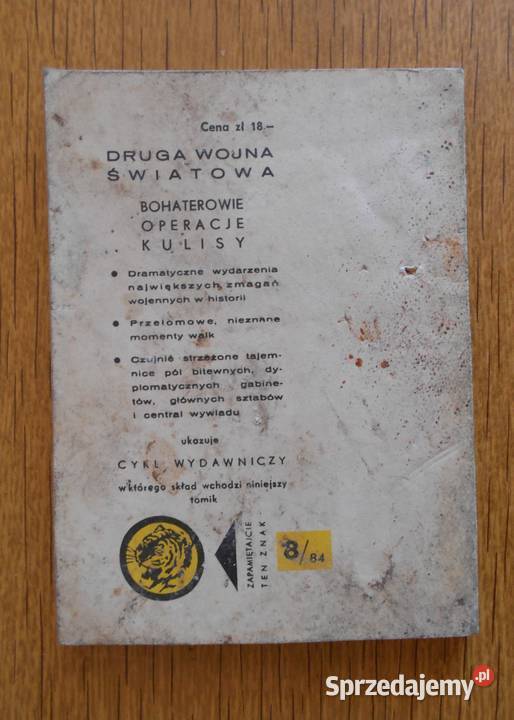 Cena zł 18.–
DRUGA WOJNA
ŚWIATOWA
BOHATEROWIE
OPERACJE
KULISY
● Dramatyczne wydarzenia
największych zmagań
wojennych w historii
● Przełomowe, nieznane
momenty walk
● Czujnie strzeżone tajem-
nice pól bitewnych, dy-
plomatycznych gabine-
tów, głównych sztabów
i central wywiadu
ukazuje
CYKL WYDAWNICZY
w którego skład wchodzi niniejszy
tomik
ZAPAMIĘTAJCIE
TEN ZNAK
8/84
Sprzedajemy.pl